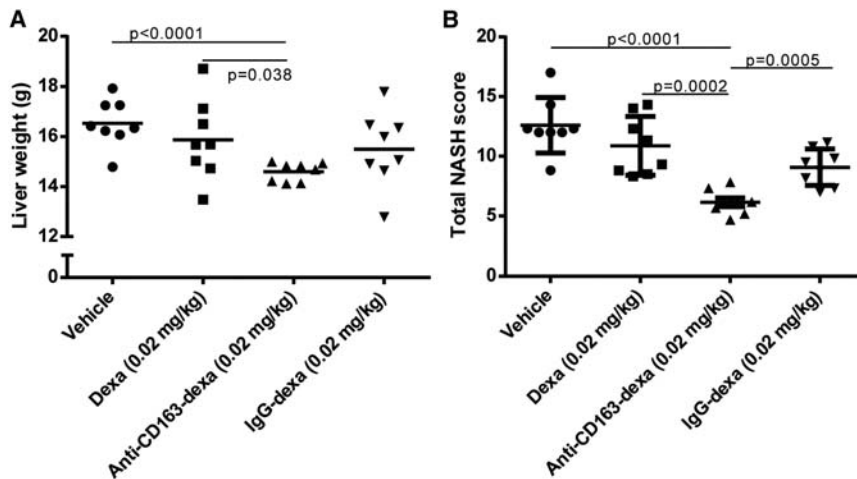 A
p<0.0001
p=0.038
Liver weight (g)
20
18
16
14
12
0
Vehicle
Dexa (0.02 mg/kg)
Anti-CD163-dexa (0.02 mg/kg)
IgG-dexa (0.02 mg/kg)
B
p<0.0001
p=0.0005
p=0.0002
Total NASH score
20
15
10
5
0
Vehicle
Dexa (0.02 mg/kg)
Anti-CD163-dexa (0.02 mg/kg)
IgG-dexa (0.02 mg/kg)